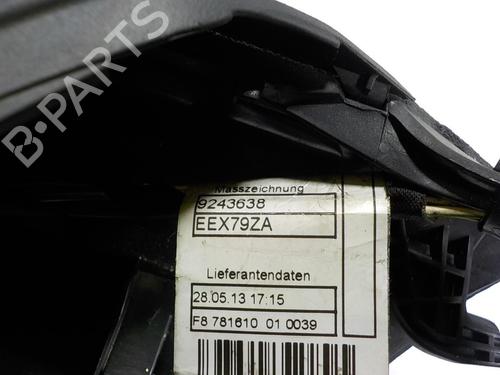 B-PARTS
Masszeichnung
9243638
EEX79ZA
Lieferantendaten
28.05.13 17:15
F8 781610 01 0039